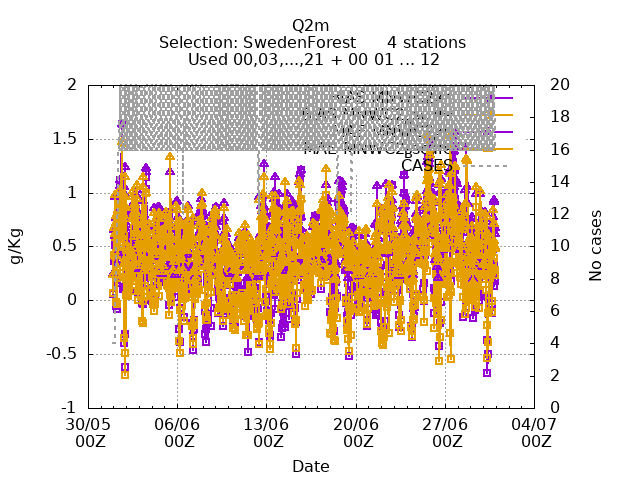 Q2m
Selection: SwedenForest 4 stations
Used 00,03,...,21 + 00 01 ... 12
2 20
18
1.5 16
CASES
14
1 12
0.5 10
8
0 6
-0.5 4
2
-1 0
g/Kg
No cases
30/05 06/06 13/06 20/06 27/06 04/07
00Z 00Z 00Z 00Z 00Z 00Z
Date